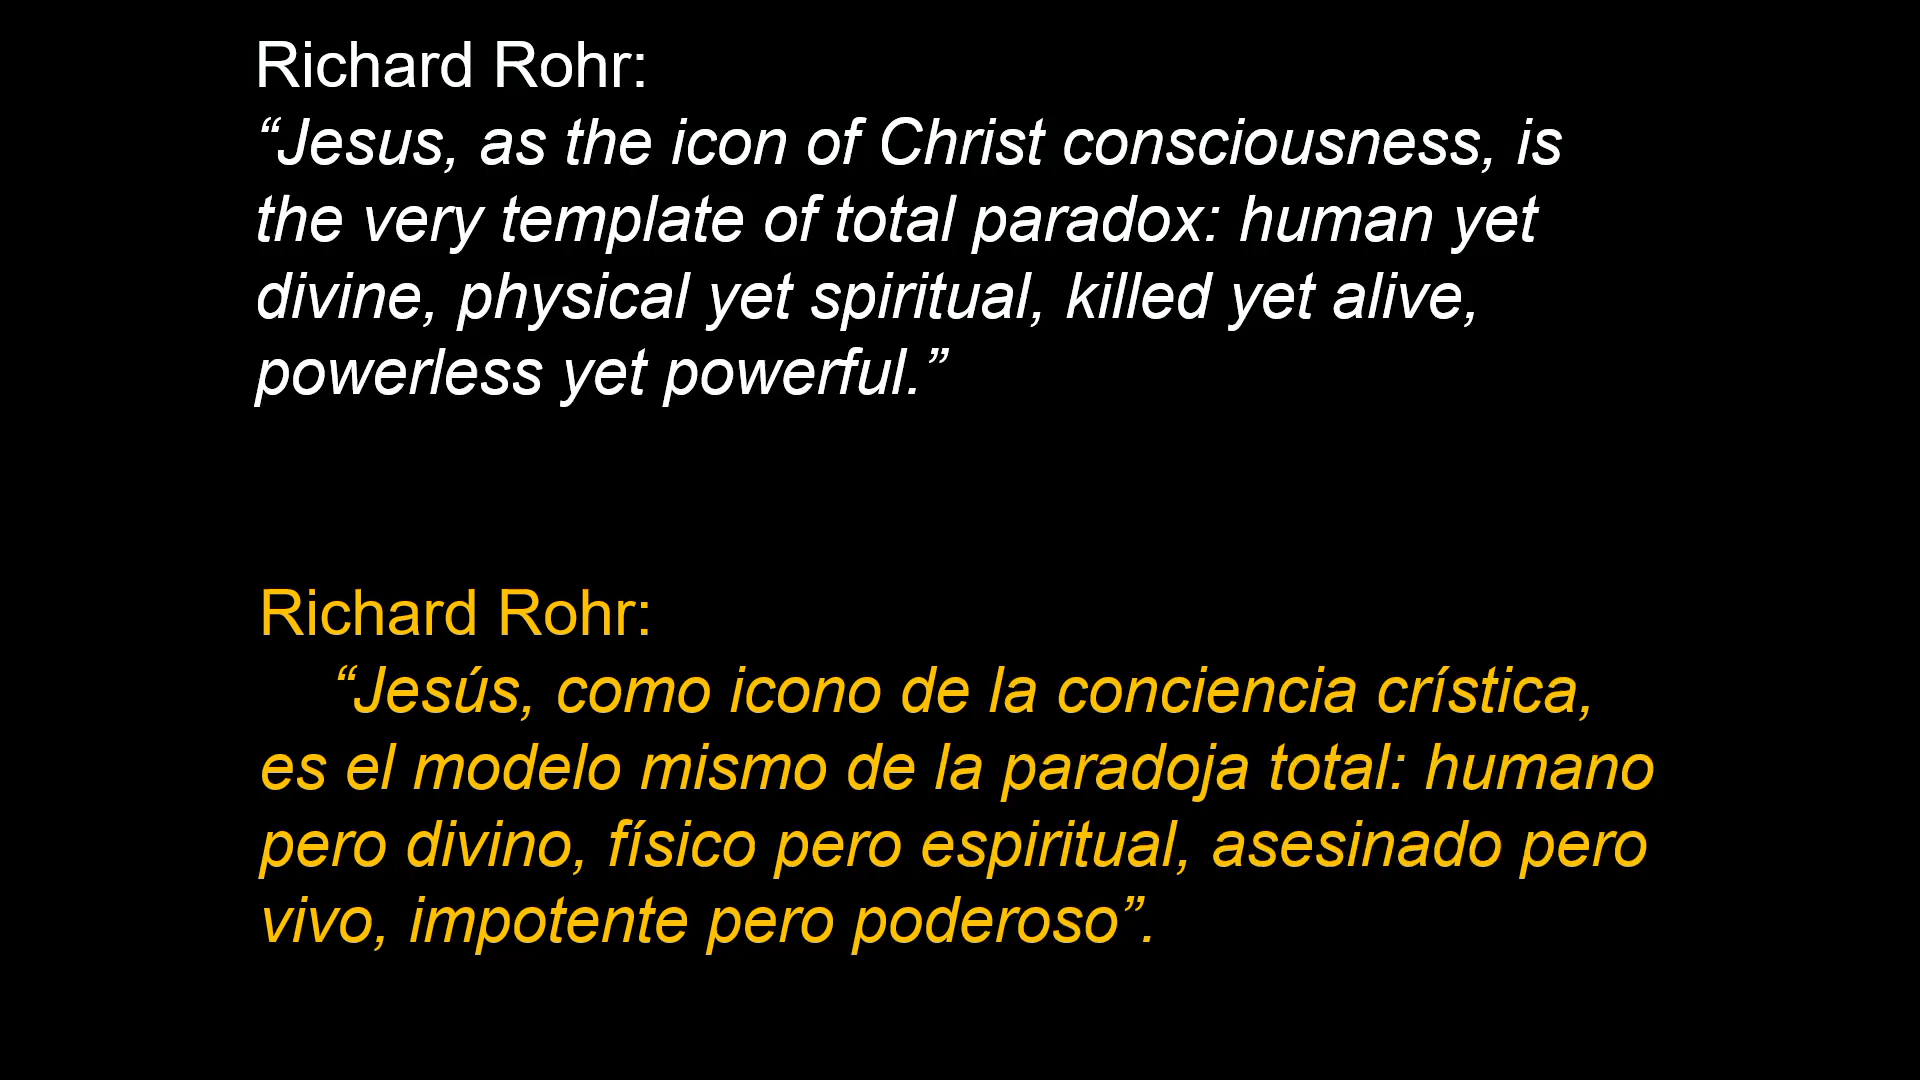 Richard Rohr:
“Jesus, as the icon of Christ consciousness, is
the very template of total paradox: human yet
divine, physical yet spiritual, killed yet alive,
powerless yet powerful.”
Richard Rohr:
“Jesús, como icono de la conciencia crística,
es el modelo mismo de la paradoja total: humano
pero divino, físico pero espiritual, asesinado pero
vivo, impotente pero poderoso”.